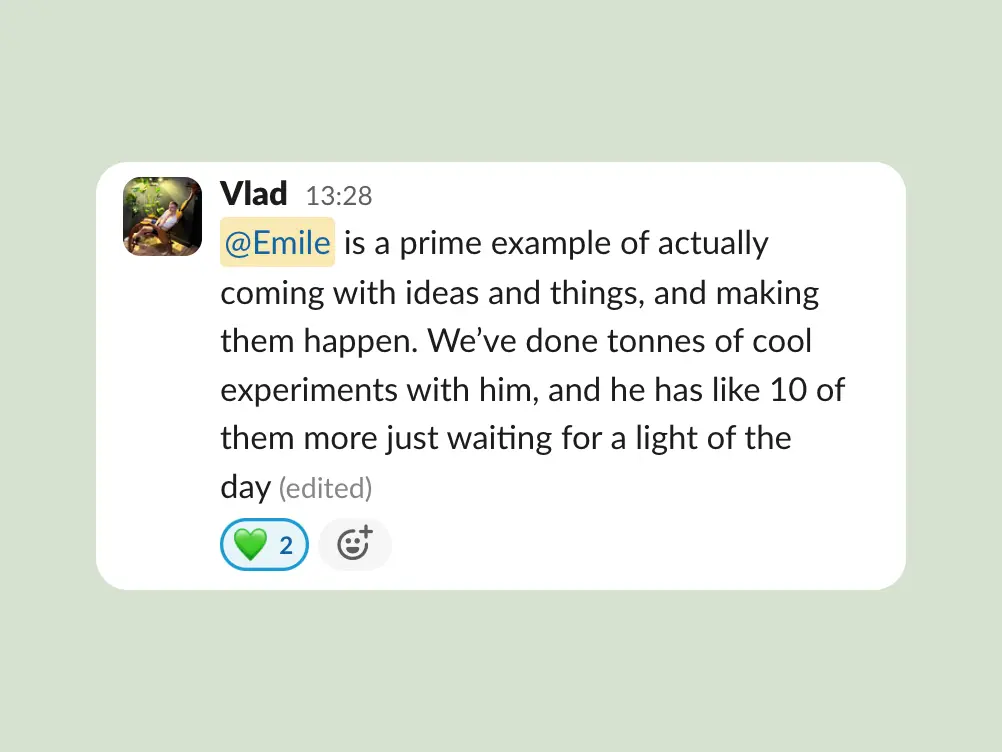 Vlad 13:28
@Emile is a prime example of actually
coming with ideas and things, and making
them happen. We’ve done tonnes of cool
experiments with him, and he has like 10 of
them more just waiting for a light of the
day (edited)
2